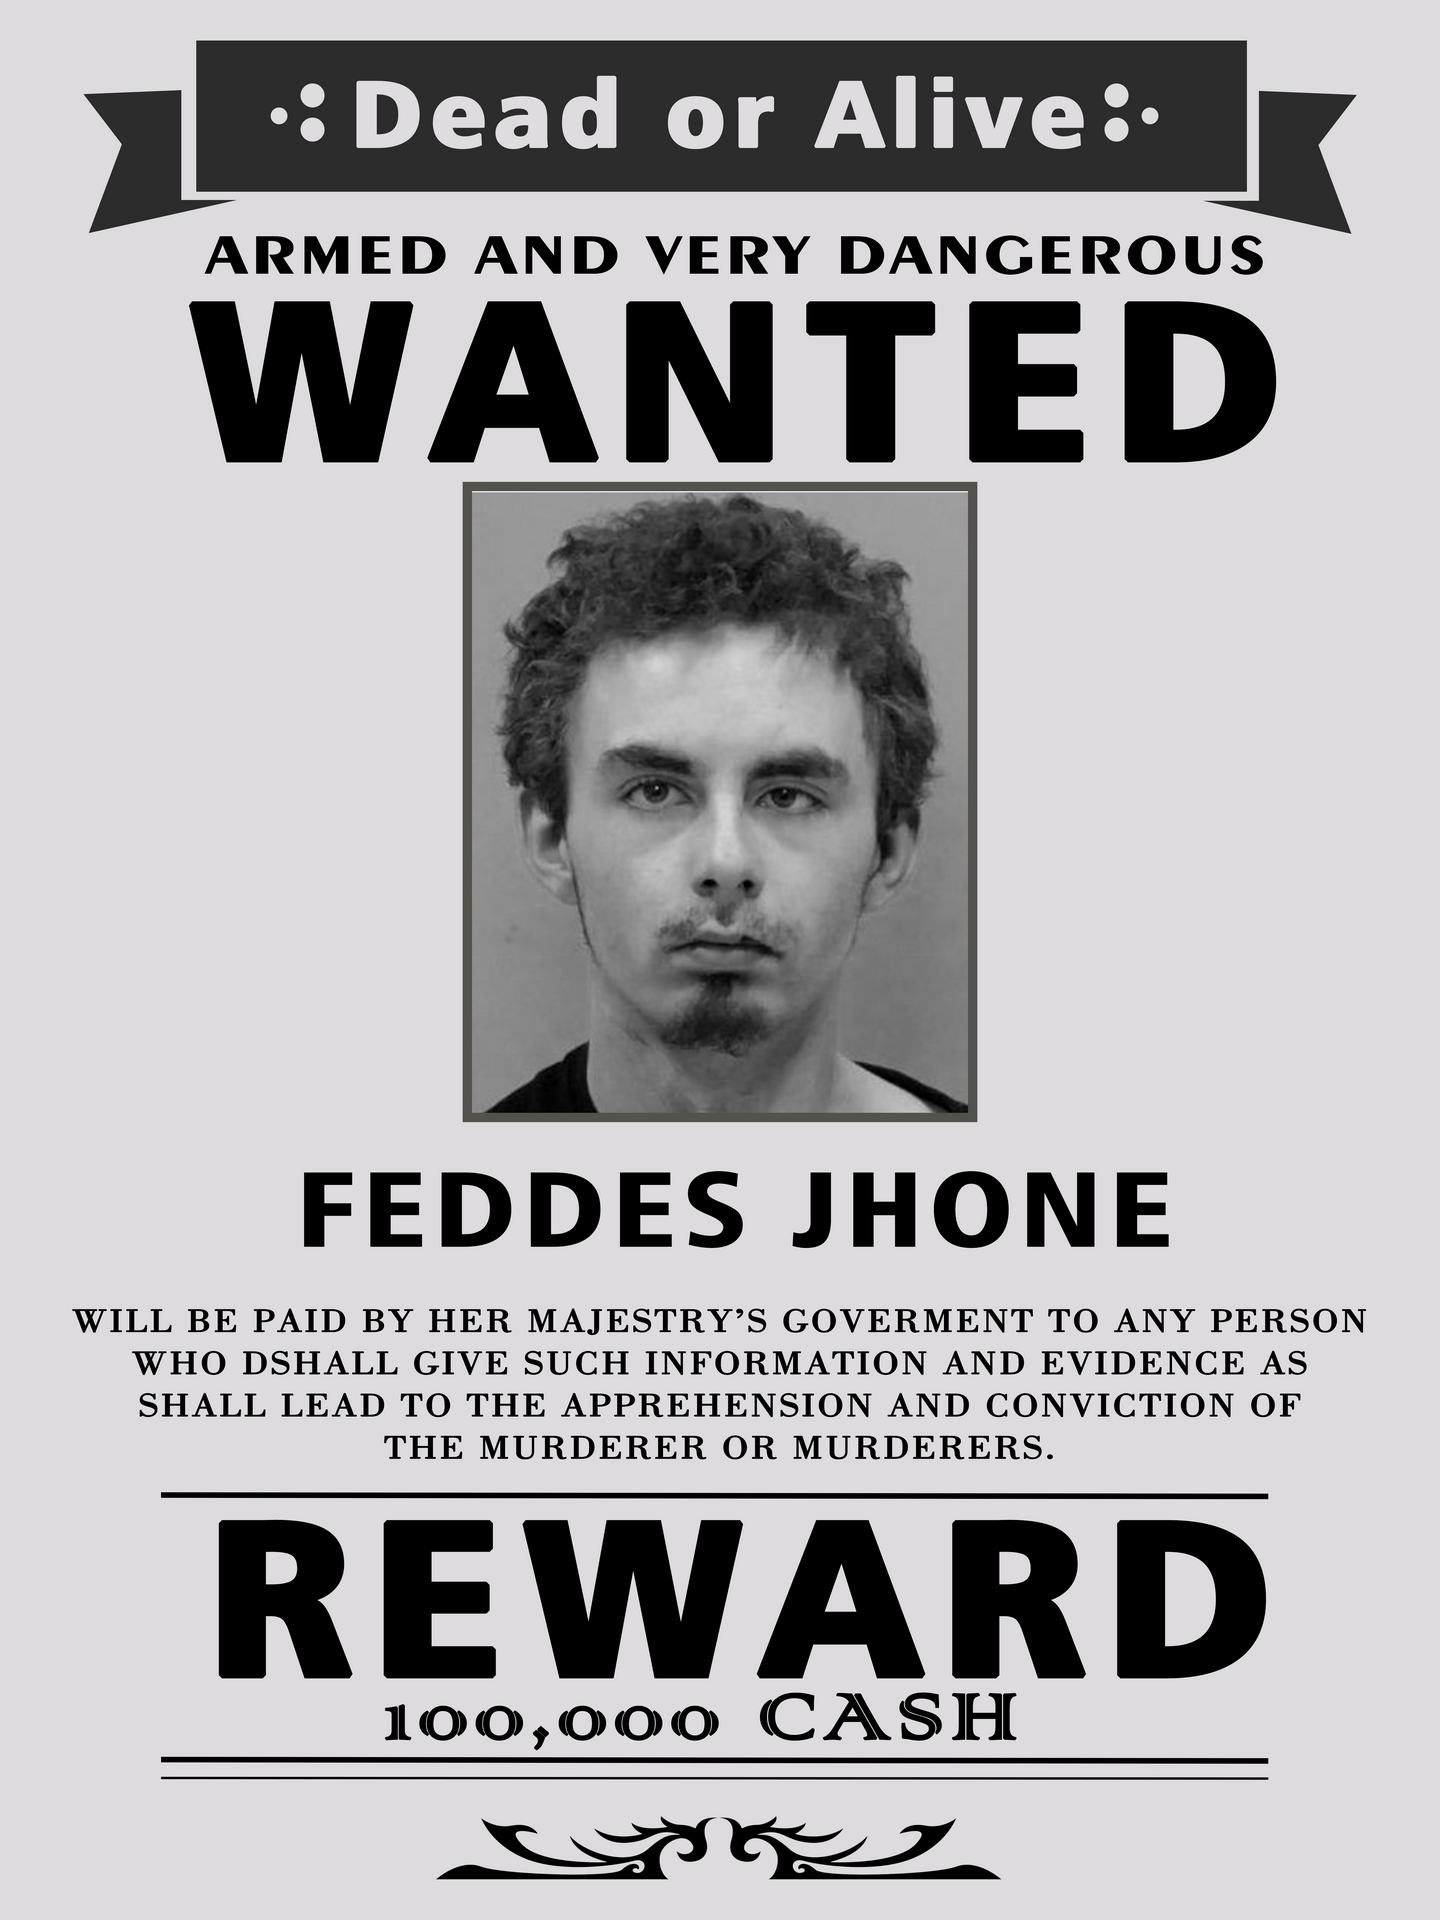 Dead or Alive
ARMED AND VERY DANGEROUS
WANTED
FEDDES JHONE
WILL BE PAID BY HER MAJESTRY'S GOVERMENT TO ANY PERSON
WHO DSHALL GIVE SUCH INFORMATION AND EVIDENCE AS
SHALL LEAD TO THE APPREHENSION AND CONVICTION OF
THE MURDERER OR MURDERERS.
REWARD
100,000 CASH